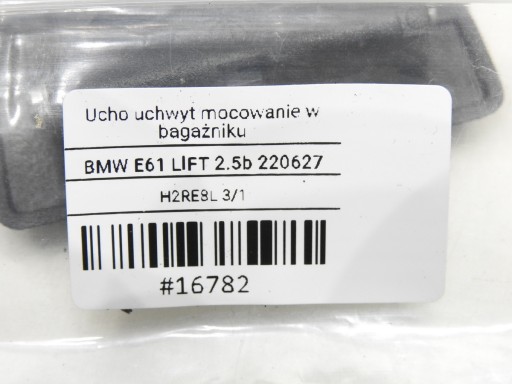 Ucho uchwyt mocowanie w
bagażniku
BMW E61 LIFT 2.5b 220627
H2RE8L 3/1
#16782